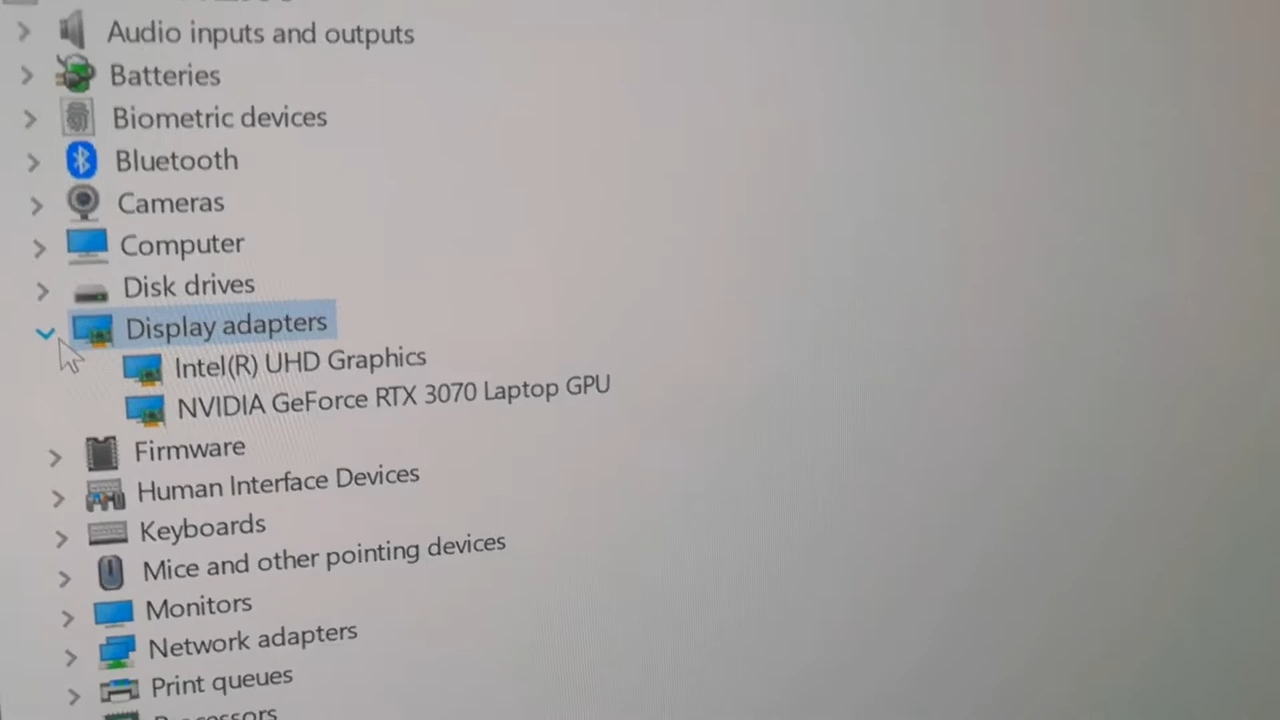 Audio inputs and outputs
Batteries
Biometric devices
Bluetooth
Cameras
Computer
Disk drives
Display adapters
Intel(R) UHD Graphics
NVIDIA GeForce RTX 3070 Laptop GPU
Firmware
Human Interface Devices
Keyboards
Mice and other pointing devices
Monitors
Network adapters
Print queues
Processors